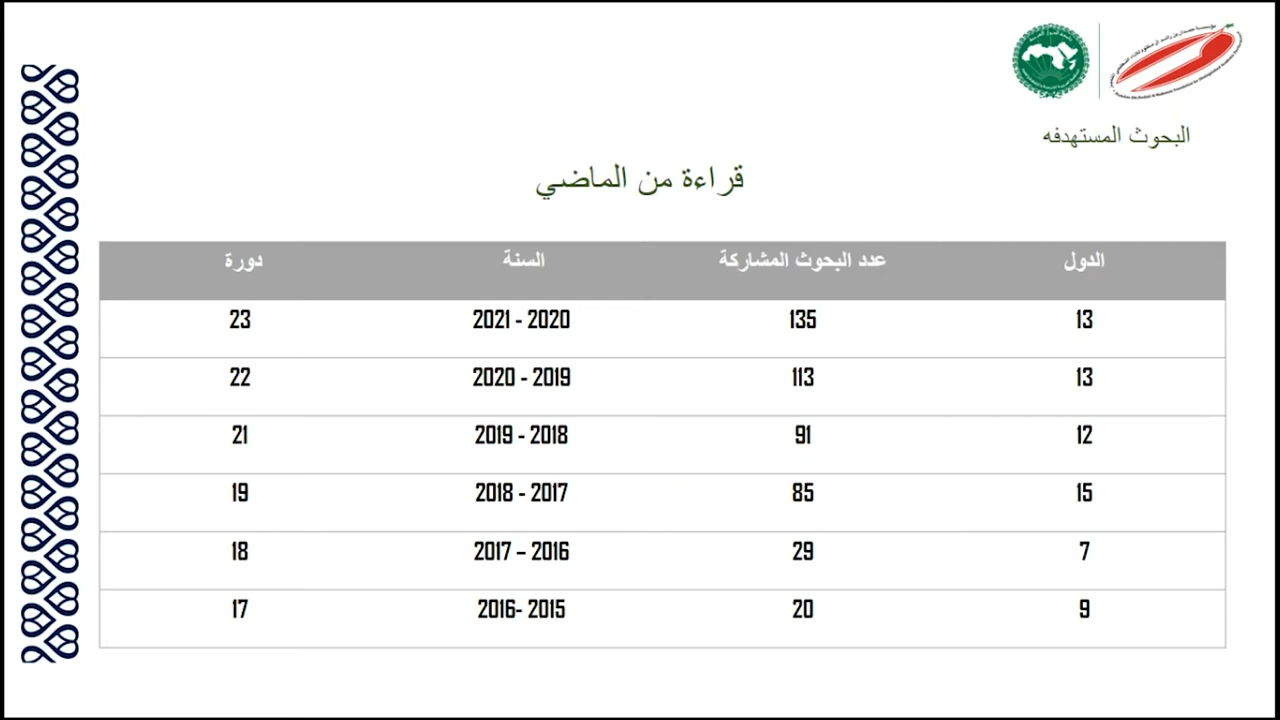 البحوث المستهدفه
قراءة من الماضي
الدول عدد البحوث المشاركة السنة دورة
13 135 2021 - 2020 23
13 113 2020 - 2019 22
12 91 2019 - 2018 21
15 85 2018 - 2017 19
7 29 2017 – 2016 18
9 20 2016- 2015 17